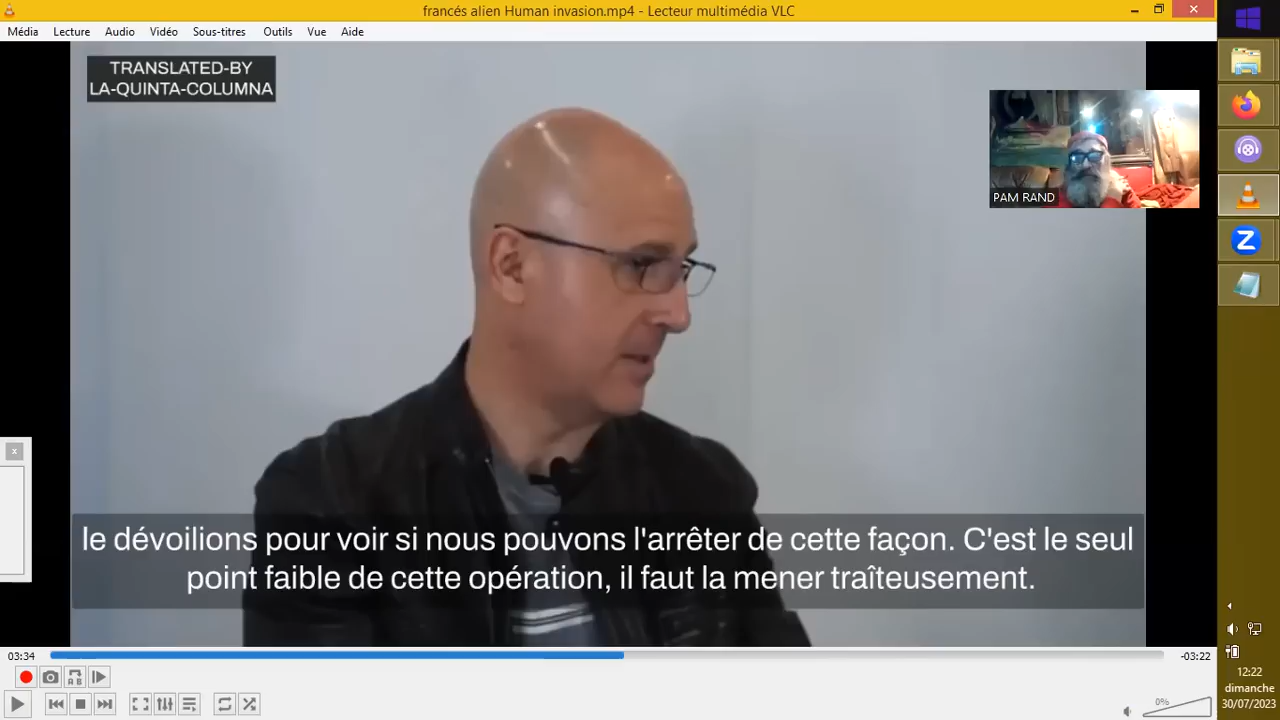 francés alien Human invasion.mp4 - Lecteur multimédia VLC
Média Lecture Audio Vidéo Sous-titres Outils Vue Aide
TRANSLATED-BY
LA-QUINTA-COLUMNA
PAM RAND
le dévoilions pour voir si nous pouvons l'arrêter de cette façon. C'est le seul
point faible de cette opération, il faut la mener traîteusement.
03:34
-03:22
0%
12:22
dimanche
30/07/2023